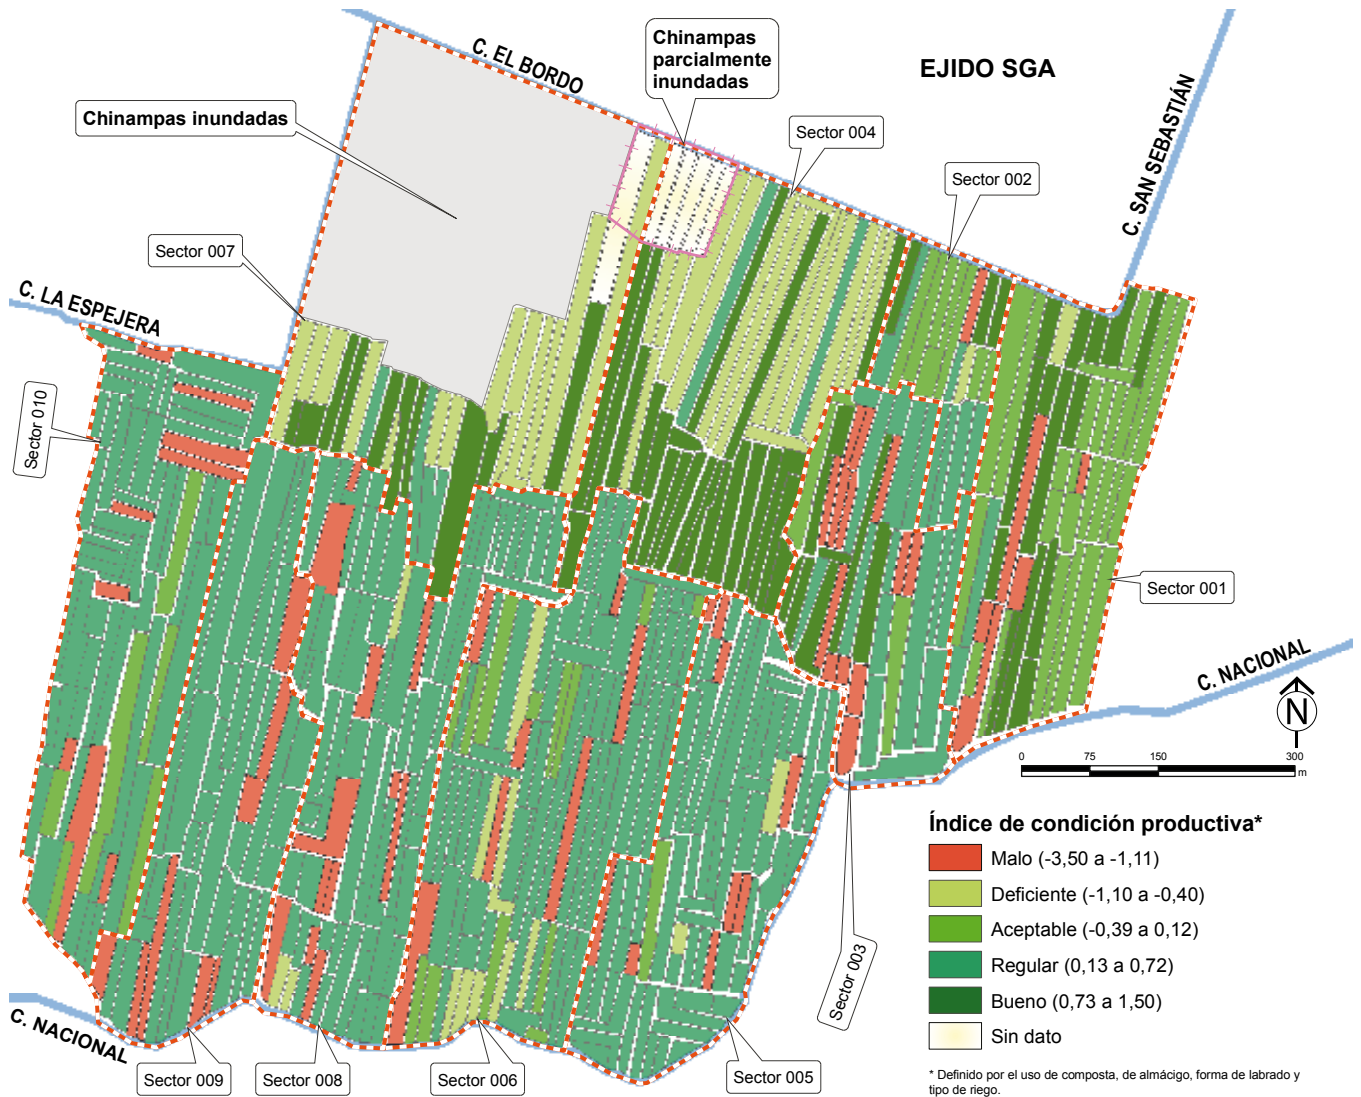 C. EL BORDO
Chinampas
parcialmente
inundadas
EJIDO SGA
C. SAN SEBASTIÁN
Chinampas inundadas
Sector 004
Sector 002
Sector 007
C. LA ESPEJERA
Sector 010
Sector 001
C. NACIONAL
N
0 75 150 300
m
Índice de condición productiva*
Malo (-3,50 a -1,11)
Deficiente (-1,10 a -0,40)
Aceptable (-0,39 a 0,12)
Regular (0,13 a 0,72)
Bueno (0,73 a 1,50)
Sin dato
* Definido por el uso de composta, de almácigo, forma de labrado y
tipo de riego.
Sector 003
C. NACIONAL
Sector 009
Sector 008
Sector 006
Sector 005